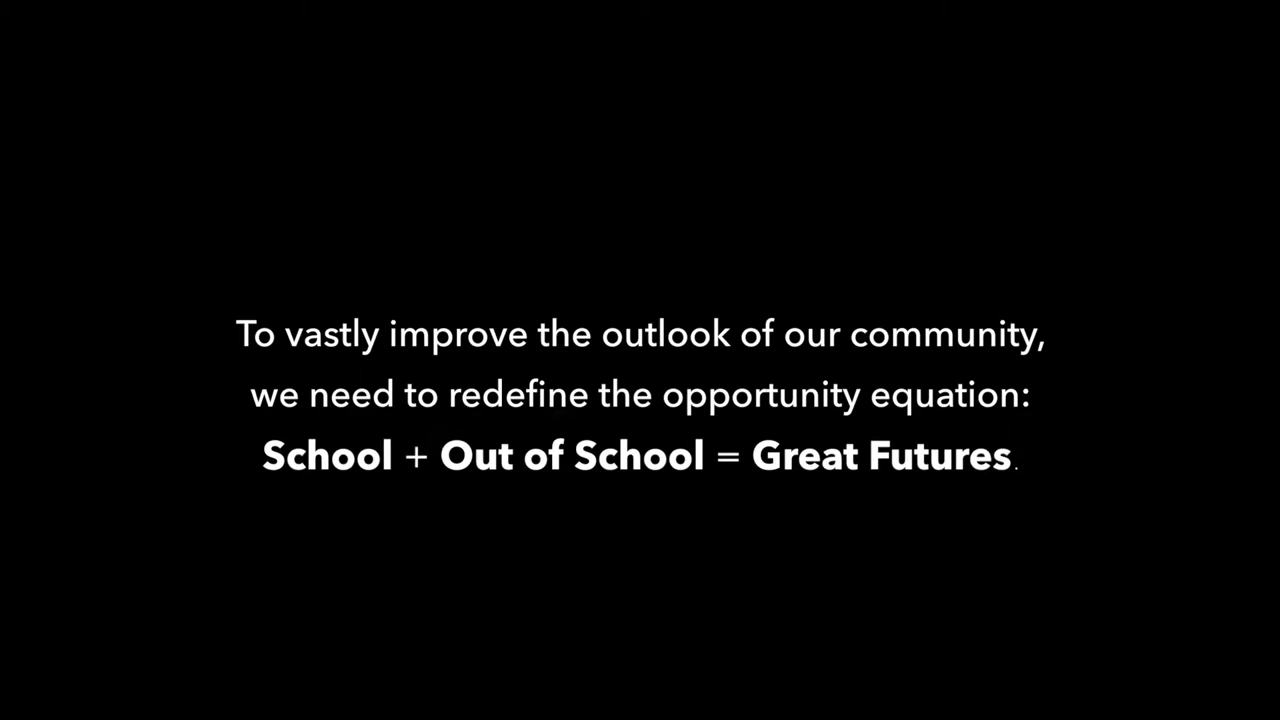 To vastly improve the outlook of our community,
we need to redefine the opportunity equation:
School + Out of School = Great Futures.